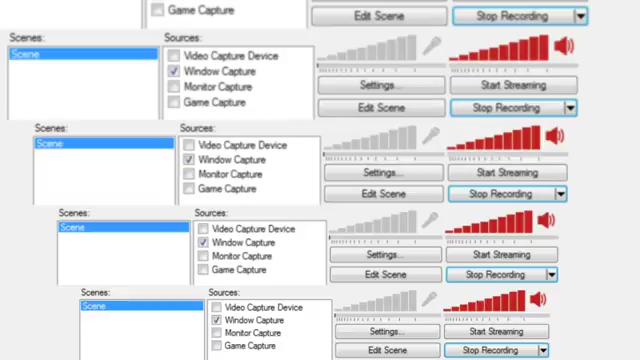 Game Capture Edit Scene Stop Recording
Scenes: Sources:
Scene Video Capture Device
Window Capture
Monitor Capture Settings... Start Streaming
Game Capture Edit Scene Stop Recording
Scenes: Sources:
Scene Video Capture Device
Window Capture
Monitor Capture Settings... Start Streaming
Game Capture Edit Scene Stop Recording
Scenes: Sources:
Scene Video Capture Device
Window Capture
Monitor Capture Settings... Start Streaming
Game Capture Edit Scene Stop Recording
Scenes: Sources:
Scene Video Capture Device
Window Capture
Monitor Capture Settings... Start Streaming
Game Capture Edit Scene Stop Recording